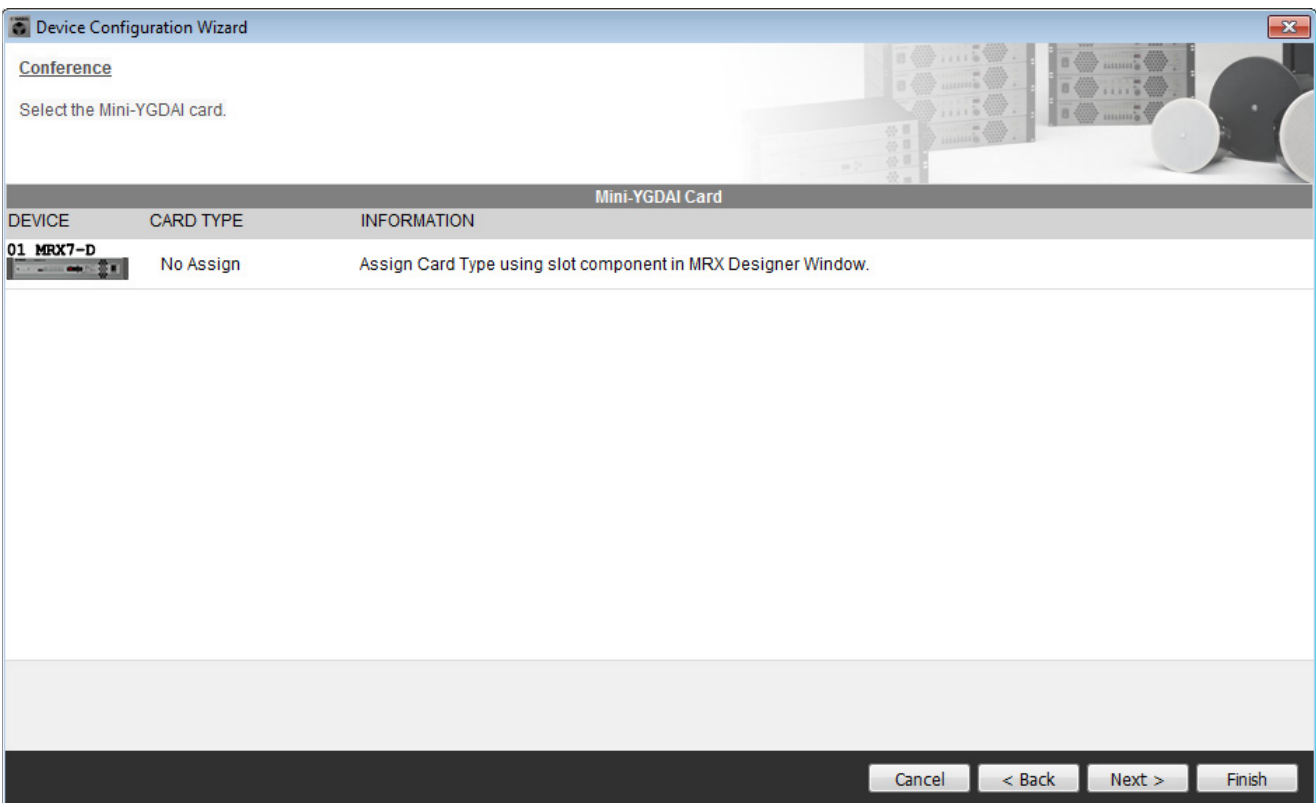 Device Configuration Wizard
Conference
Select the Mini-YGDAI card.
Mini-YGDAI Card
DEVICE CARD TYPE INFORMATION
01 MRX7-D
No Assign Assign Card Type using slot component in MRX Designer Window.
Cancel < Back Next > Finish